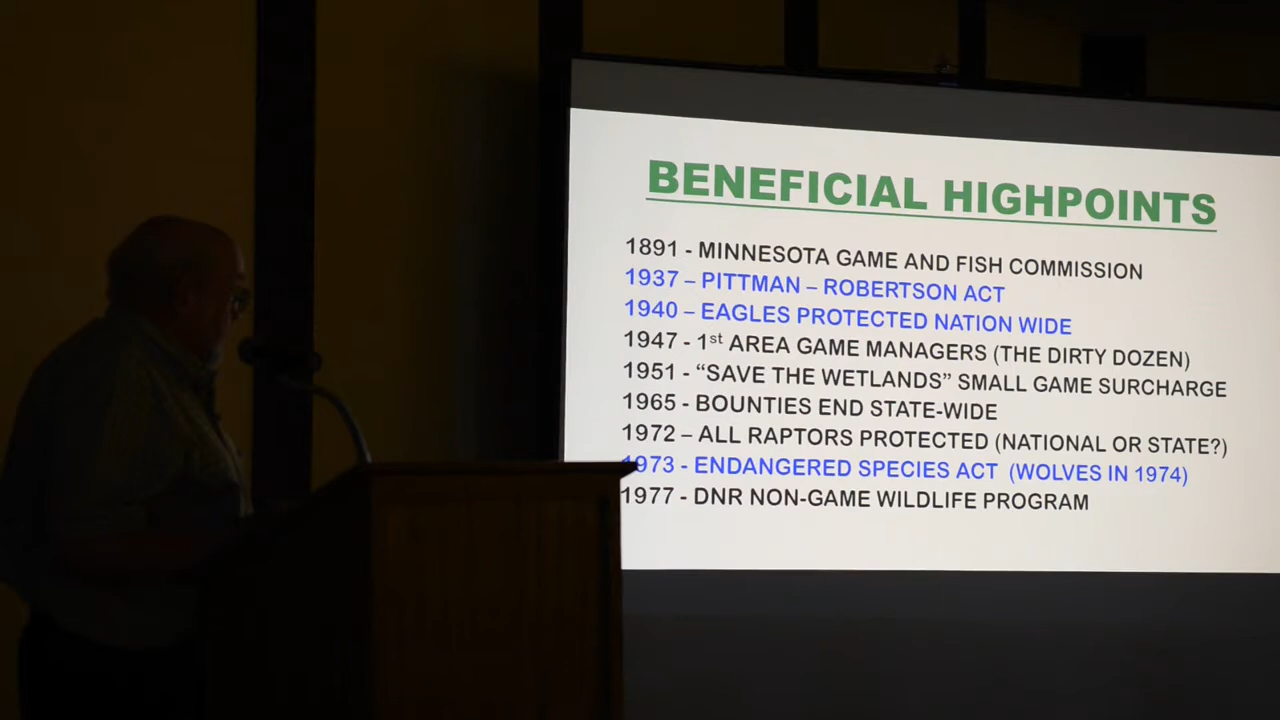 BENEFICIAL HIGHPOINTS
1891 - MINNESOTA GAME AND FISH COMMISSION
1937 – PITTMAN – ROBERTSON ACT
1940 – EAGLES PROTECTED NATION WIDE
1947 - 1st AREA GAME MANAGERS (THE DIRTY DOZEN)
1951 - “SAVE THE WETLANDS” SMALL GAME SURCHARGE
1965 - BOUNTIES END STATE-WIDE
1972 – ALL RAPTORS PROTECTED (NATIONAL OR STATE?)
1973 - ENDANGERED SPECIES ACT (WOLVES IN 1974)
1977 - DNR NON-GAME WILDLIFE PROGRAM